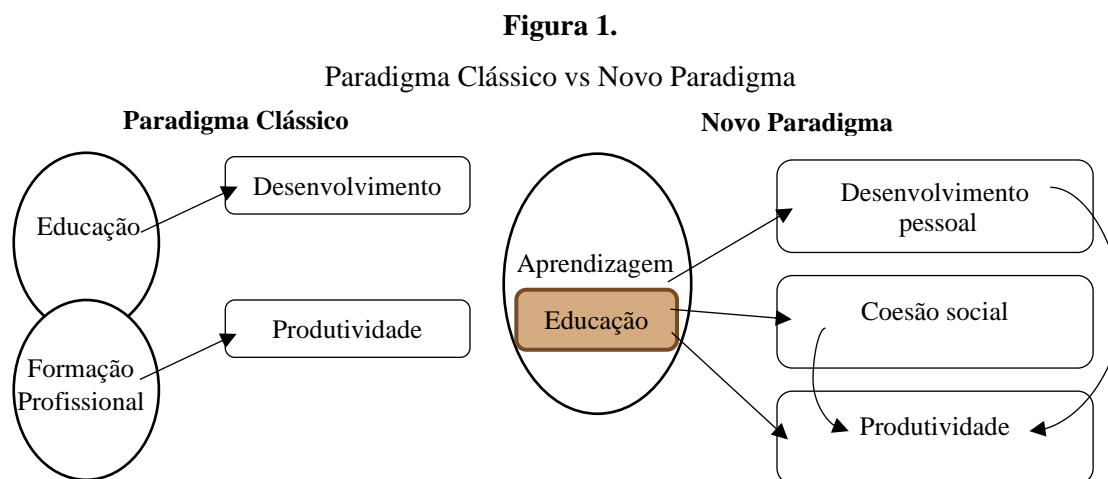 Figura 1.
Paradigma Clássico vs Novo Paradigma
Paradigma Clássico
Educação
Desenvolvimento
Formação
Profissional
Produtividade
Novo Paradigma
Aprendizagem
Educação
Desenvolvimento
pessoal
Coesão social
Produtividade